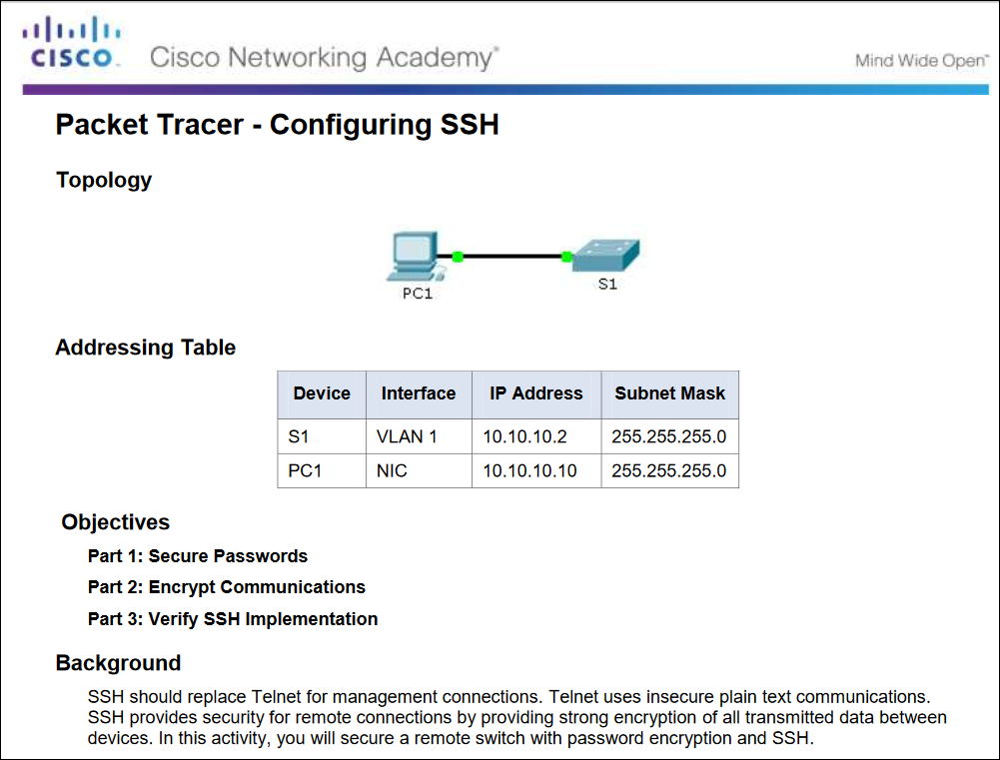 CISCO
Cisco Networking Academy®
Mind Wide Open™
Packet Tracer - Configuring SSH
Topology
PC1
S1
Addressing Table
Device Interface IP Address Subnet Mask
S1 VLAN 1 10.10.10.2 255.255.255.0
PC1 NIC 10.10.10.10 255.255.255.0
Objectives
Part 1: Secure Passwords
Part 2: Encrypt Communications
Part 3: Verify SSH Implementation
Background
SSH should replace Telnet for management connections. Telnet uses insecure plain text communications.
SSH provides security for remote connections by providing strong encryption of all transmitted data between
devices. In this activity, you will secure a remote switch with password encryption and SSH.